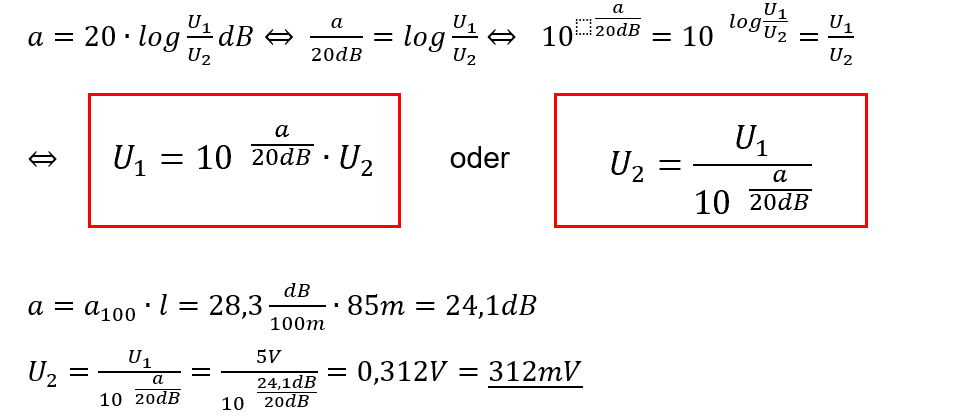 a = 20 · log U₁/U₂ dB ⇔ a/20dB = log U₁/U₂ ⇔ 10^(a/20dB) = 10^(log U₁/U₂) = U₁/U₂
⇔ U₁ = 10^(a/20dB) · U₂ oder U₂ = U₁/10^(a/20dB)
a = a₁₀₀ · l = 28,3 dB/100m · 85m = 24,1dB
U₂ = U₁/10^(a/20dB) = 5V/10^(24,1dB/20dB) = 0,312V = 312mV